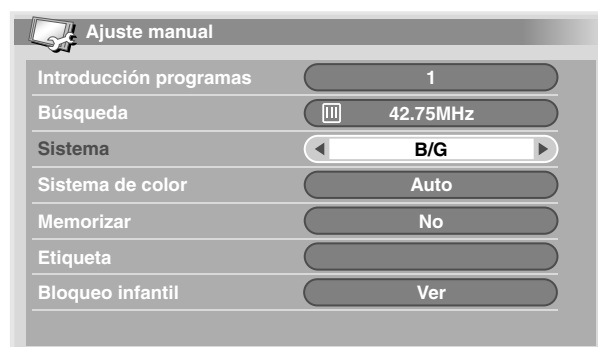 Ajuste manual
Introducción programas 1
Búsqueda 42.75MHz
Sistema B/G
Sistema de color Auto
Memorizar No
Etiqueta
Bloqueo infantil Ver